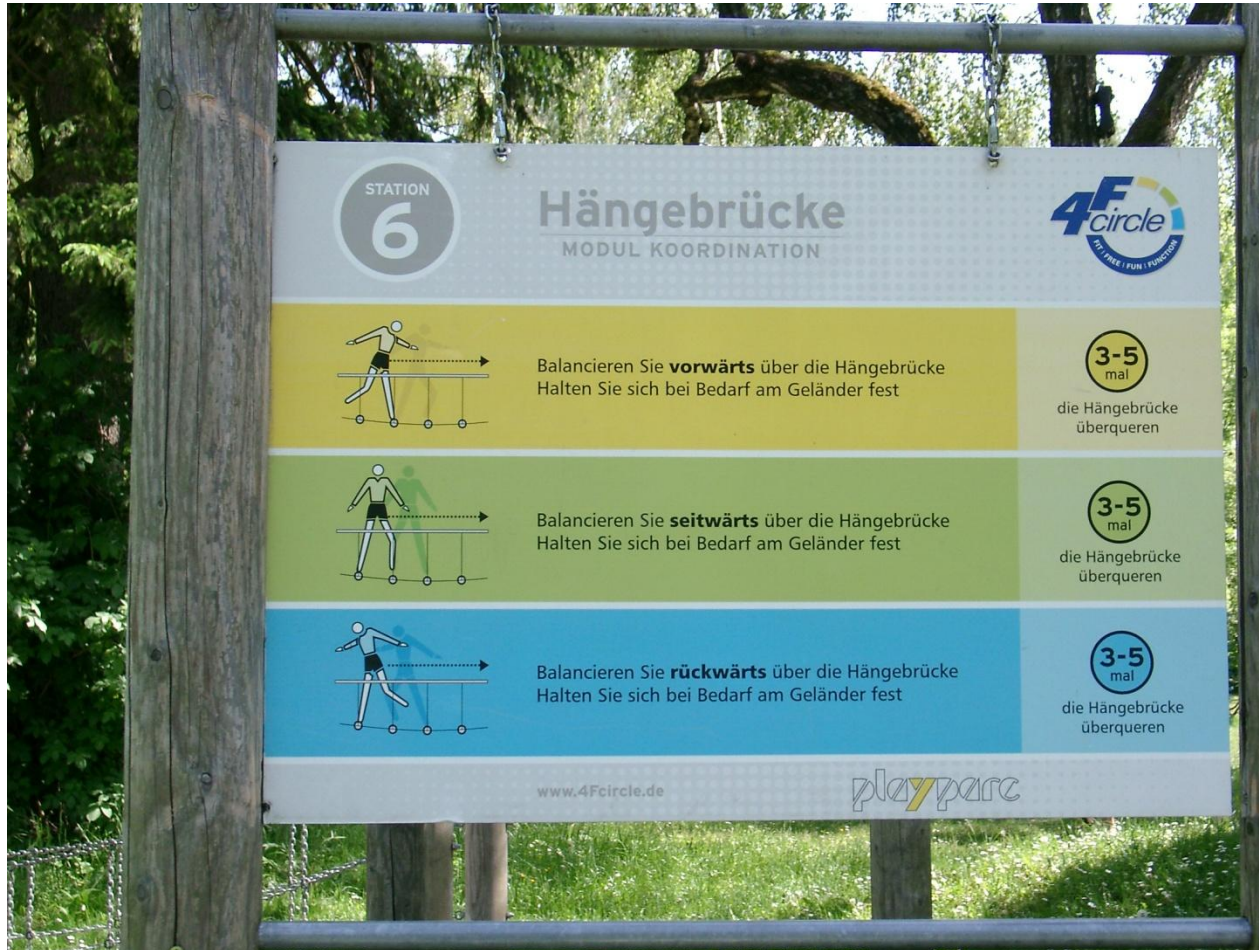 STATION
6
Hängebrücke
MODUL KOORDINATION
4F
circle
FIT | FREE | FUN | FUNCTION
Balancieren Sie vorwärts über die Hängebrücke
Halten Sie sich bei Bedarf am Geländer fest
3-5
mal
die Hängebrücke
überqueren
Balancieren Sie seitwärts über die Hängebrücke
Halten Sie sich bei Bedarf am Geländer fest
3-5
mal
die Hängebrücke
überqueren
Balancieren Sie rückwärts über die Hängebrücke
Halten Sie sich bei Bedarf am Geländer fest
3-5
mal
die Hängebrücke
überqueren
www.4Fcircle.de
playparc